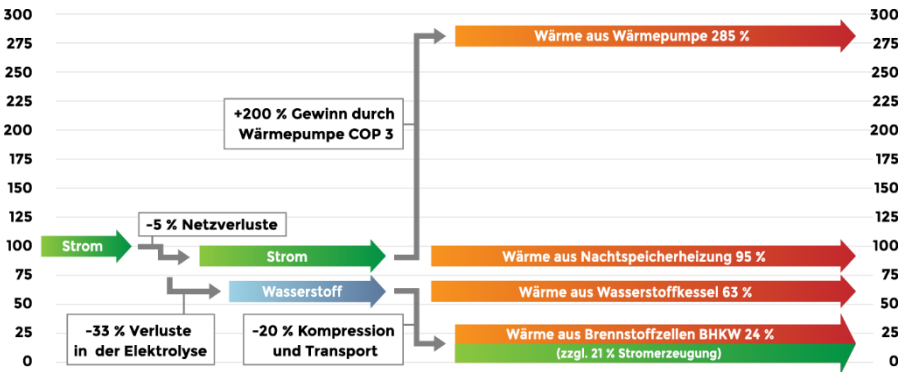 300
275
250
225
200
175
150
125
100
75
50
25
0
300
275
250
225
200
175
150
125
100
75
50
25
0
Wärme aus Wärmepumpe 285 %
+200 % Gewinn durch
Wärmepumpe COP 3
-5 % Netzverluste
Strom
Strom
Wärme aus Nachtspeicherheizung 95 %
Wasserstoff
Wärme aus Wasserstoffkessel 63 %
-33 % Verluste
in der Elektrolyse
-20 % Kompression
und Transport
Wärme aus Brennstoffzellen BHKW 24 %
(zzgl. 21 % Stromerzeugung)